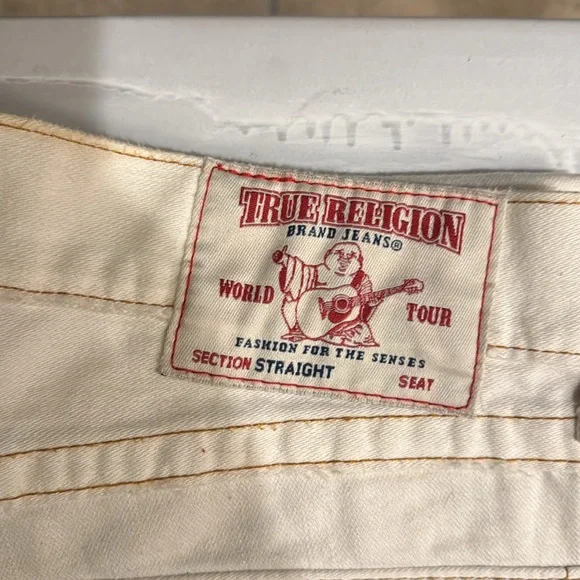 TRUE RELIGION
BRAND JEANS®
WORLD TOUR
FASHION FOR THE SENSES
SECTION STRAIGHT SEAT